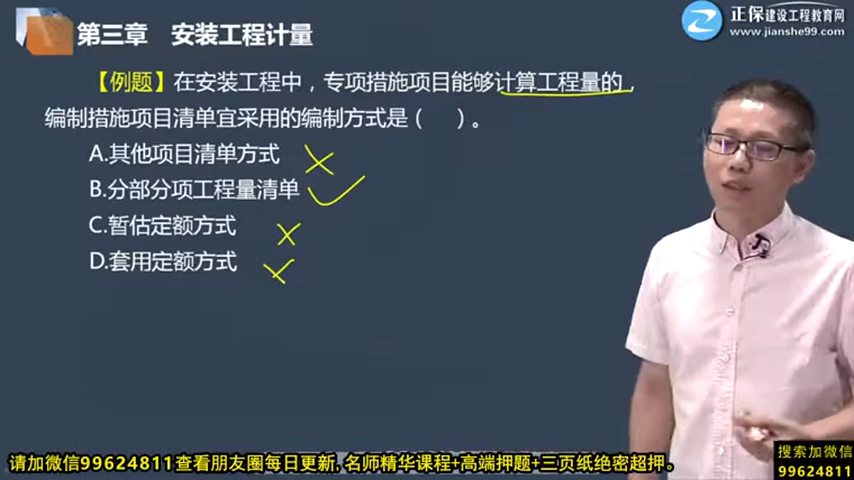 第三章 安装工程计量
正保建设工程教育网
www.jianshe99.com
【例题】在安装工程中，专项措施项目能够计算工程量的，
编制措施项目清单宜采用的编制方式是（ ）。
A.其他项目清单方式
B.分部分项工程量清单
C.暂估定额方式
D.套用定额方式
请加微信99624811查看朋友圈每日更新,名师精华课程+高端押题+三页纸绝密超押。
搜索加微信
99624811